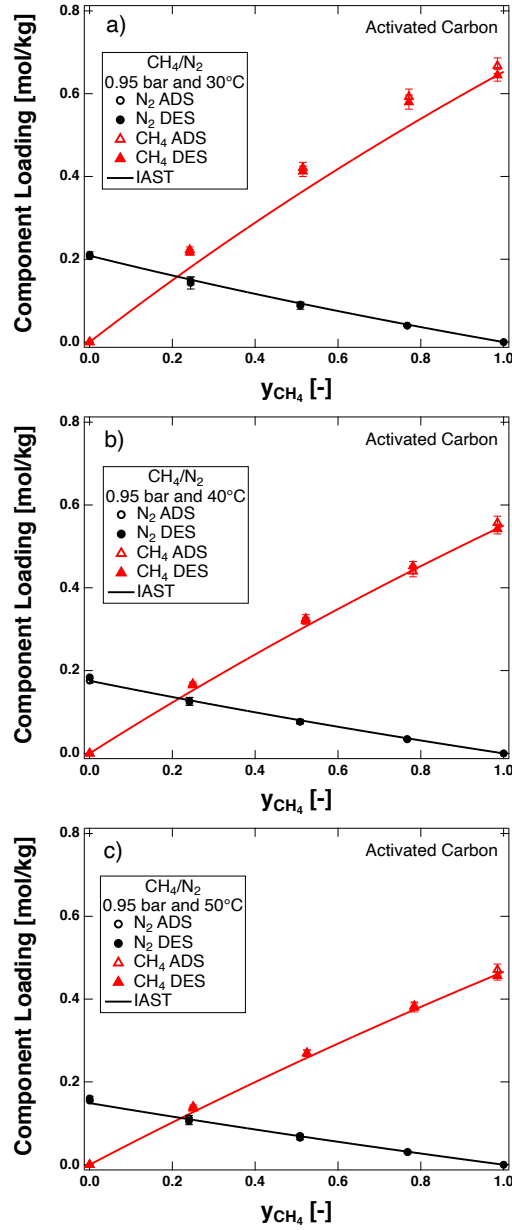 a)
Activated Carbon
CH₄/N₂
0.95 bar and 30°C
N₂ ADS
N₂ DES
CH₄ ADS
CH₄ DES
IAST
Component Loading [mol/kg]
0.8
0.6
0.4
0.2
0.0
0.0 0.2 0.4 0.6 0.8 1.0
y_CH₄ [-]
b)
Activated Carbon
CH₄/N₂
0.95 bar and 40°C
N₂ ADS
N₂ DES
CH₄ ADS
CH₄ DES
IAST
Component Loading [mol/kg]
0.8
0.6
0.4
0.2
0.0
0.0 0.2 0.4 0.6 0.8 1.0
y_CH₄ [-]
c)
Activated Carbon
CH₄/N₂
0.95 bar and 50°C
N₂ ADS
N₂ DES
CH₄ ADS
CH₄ DES
IAST
Component Loading [mol/kg]
0.8
0.6
0.4
0.2
0.0
0.0 0.2 0.4 0.6 0.8 1.0
y_CH₄ [-]